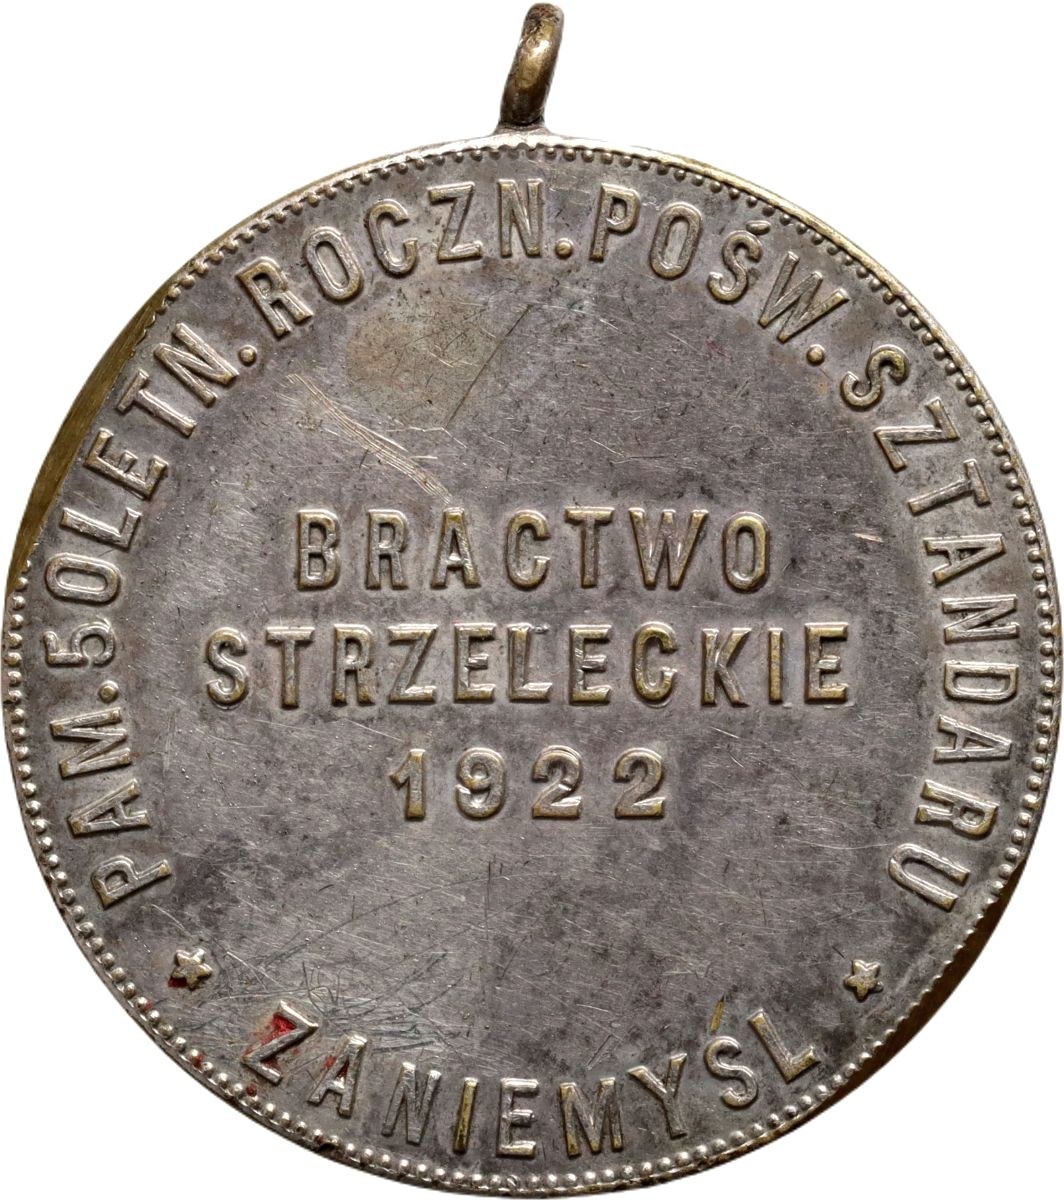 PAM. 50LETN. ROCZN. POŚW. SZTANDARU
BRACTWO
STRZELECKIE
1922
ZANIEMYŚL